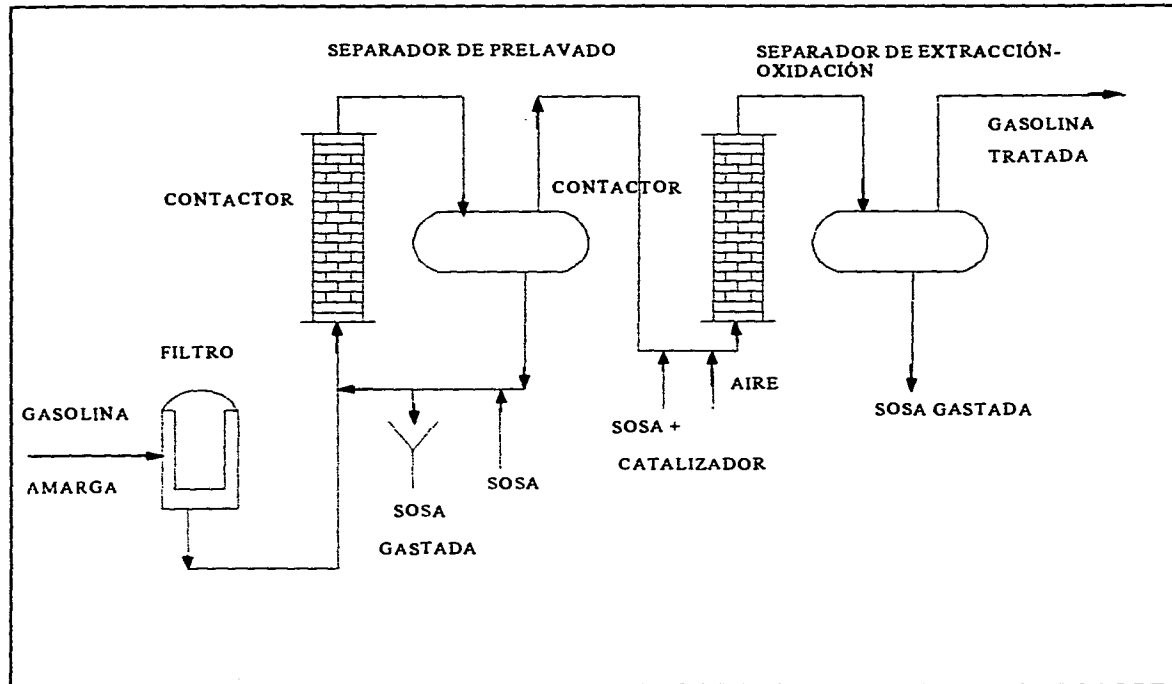 SEPARADOR DE PRELAVADO
SEPARADOR DE EXTRACCIÓN-
OXIDACIÓN
GASOLINA
TRATADA
CONTACTOR
CONTACTOR
FILTRO
GASOLINA
AMARGA
AIRE
SOSA +
CATALIZADOR
SOSA GASTADA
SOSA
SOSA
GASTADA